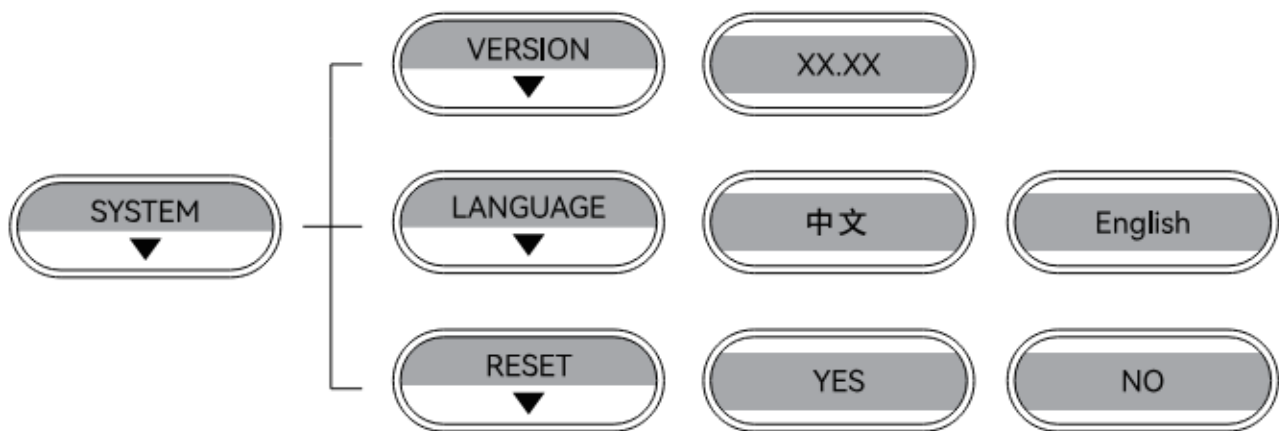 VERSION
XX.XX
SYSTEM
LANGUAGE
中文
English
RESET
YES
NO